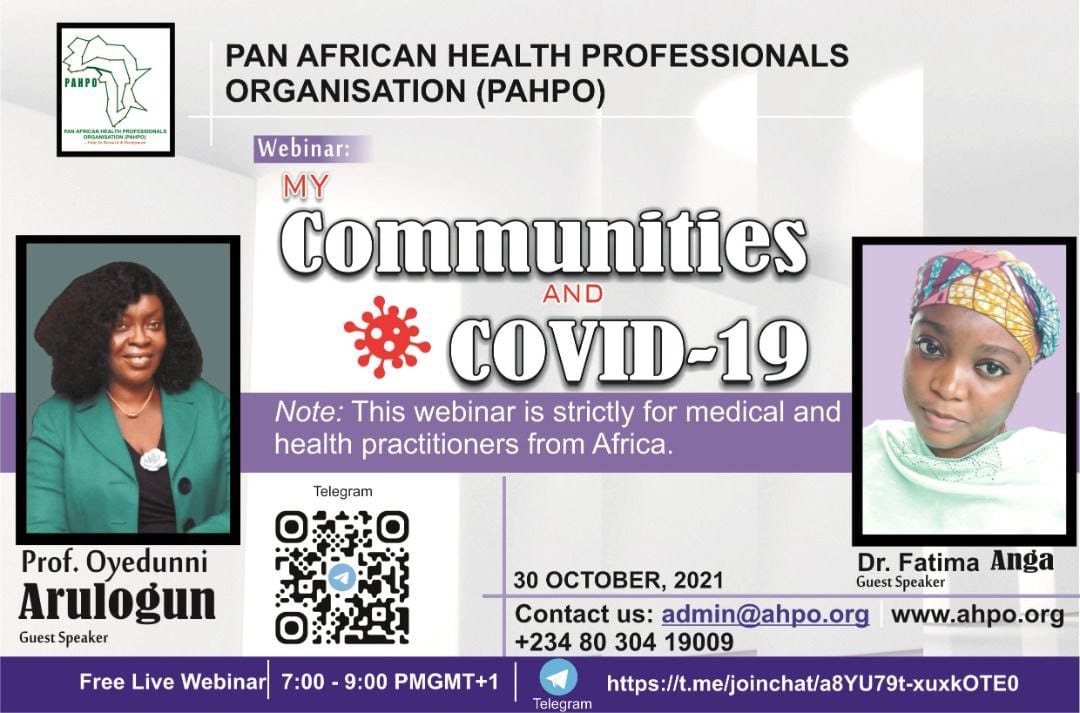 PAHPO
PAN AFRICAN HEALTH PROFESSIONALS
ORGANISATION (PAHPO)
PAN AFRICAN HEALTH PROFESSIONALS
ORGANISATION (PAHPO)
Webinar:
MY
Communities
AND
COVID-19
Note: This webinar is strictly for medical and
health practitioners from Africa.
Prof. Oyedunni
Arulogun
Guest Speaker
Telegram
Dr. Fatima Anga
Guest Speaker
30 OCTOBER, 2021
Contact us: admin@ahpo.org www.ahpo.org
+234 80 304 19009
Free Live Webinar 7:00 - 9:00 PMGMT+1
Telegram
https://t.me/joinchat/a8YU79t-xuxkOTE0